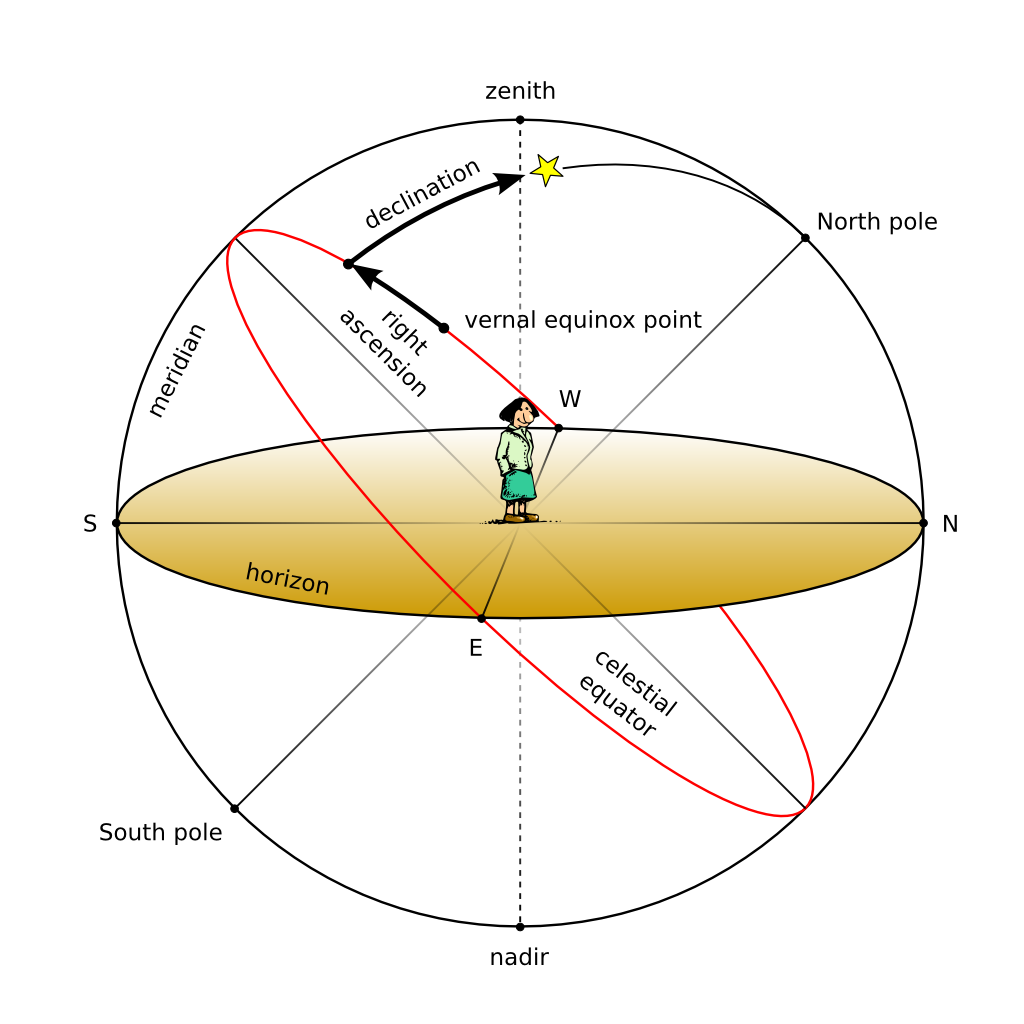 zenith
declination
North pole
vernal equinox point
right
ascension
meridian
W
S
N
horizon
E
celestial
equator
South pole
nadir